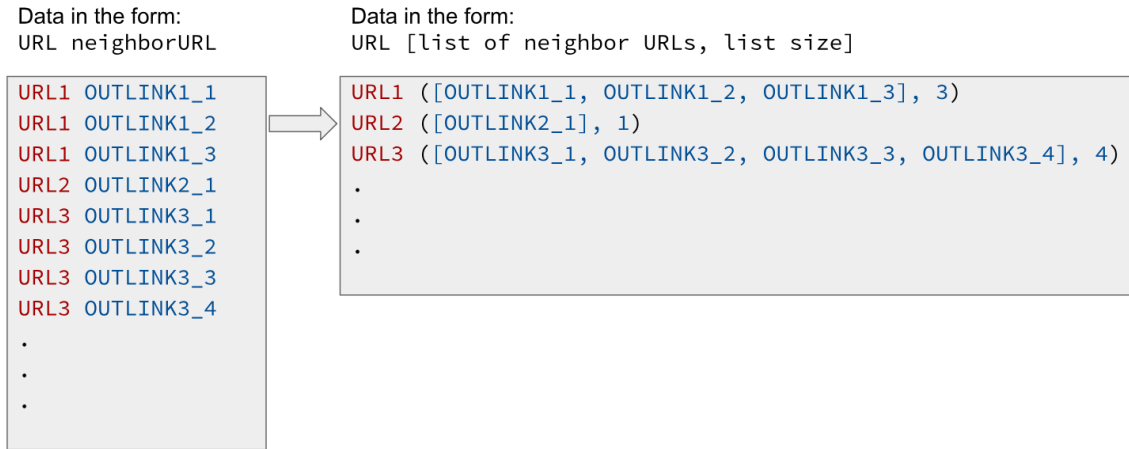 Data in the form:
URL neighborURL
URL1 OUTLINK1_1
URL1 OUTLINK1_2
URL1 OUTLINK1_3
URL2 OUTLINK2_1
URL3 OUTLINK3_1
URL3 OUTLINK3_2
URL3 OUTLINK3_3
URL3 OUTLINK3_4
.
.
.
Data in the form:
URL [list of neighbor URLs, list size]
URL1 ([OUTLINK1_1, OUTLINK1_2, OUTLINK1_3], 3)
URL2 ([OUTLINK2_1], 1)
URL3 ([OUTLINK3_1, OUTLINK3_2, OUTLINK3_3, OUTLINK3_4], 4)
.
.
.